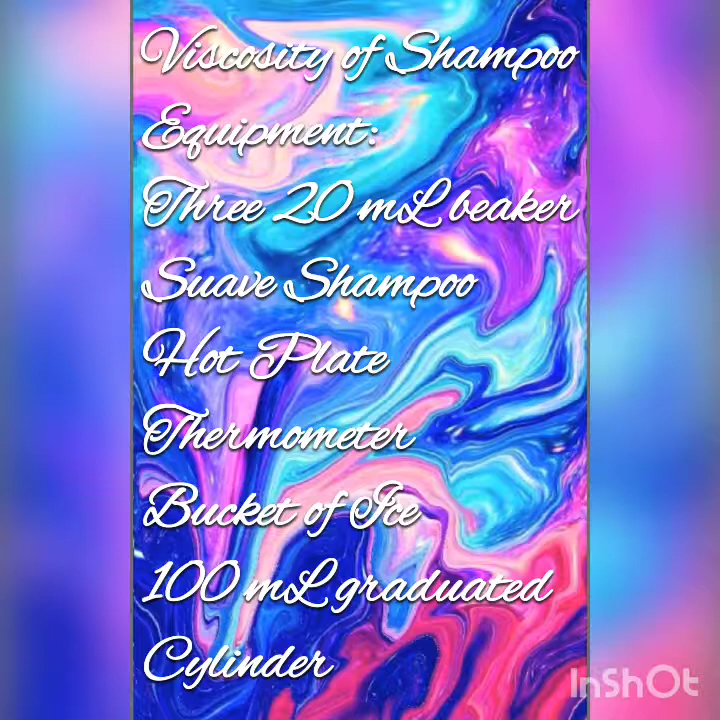 Viscosity of Shampoo
Equipment:
Three 20 mL beaker
Suave Shampoo
Hot Plate
Thermometer
Bucket of Ice
100 mL graduated
Cylinder
InShOt